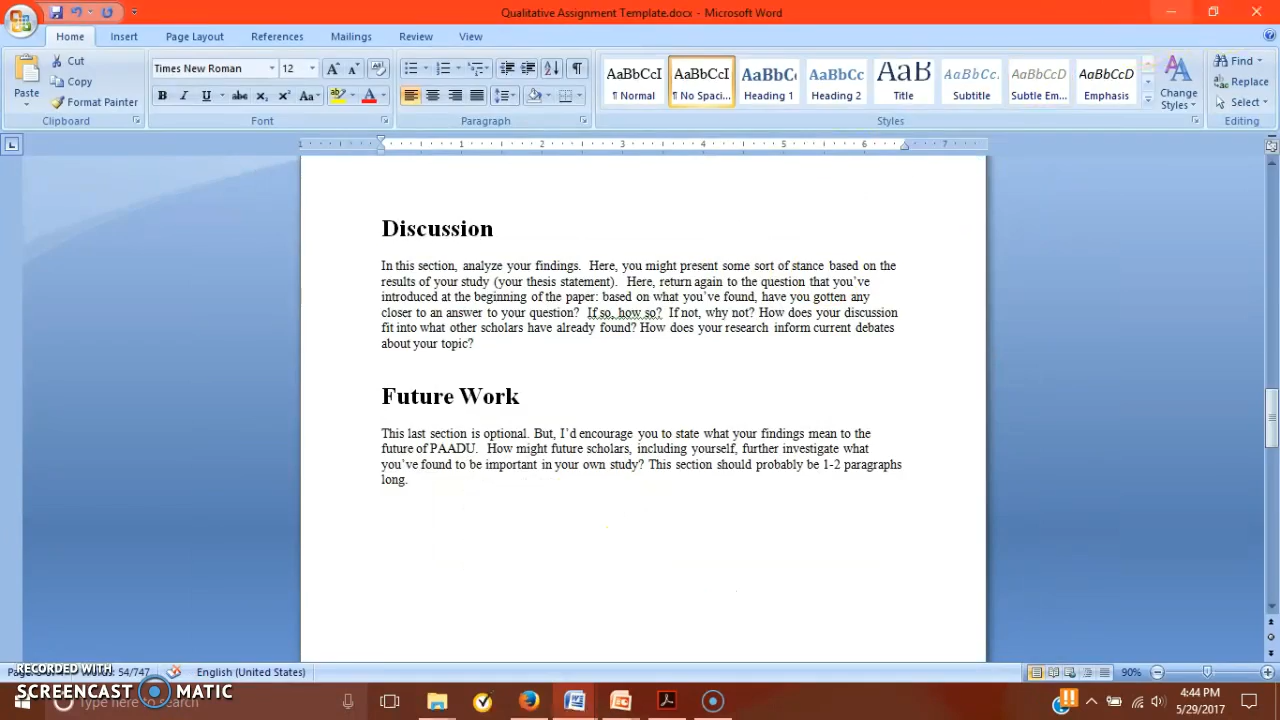 Qualitative Assignment Template.docx - Microsoft Word
Home Insert Page Layout References Mailings Review View
Paste
Cut
Copy
Format Painter
Clipboard
Times New Roman 12
Font
Paragraph
AaBbCcI AaBbCcI AaBbCc AaBbCc AaB AaBbCc. AaBbCcD AaBbCcD
¶ Normal ¶ No Spaci... Heading 1 Heading 2 Title Subtitle Subtle Em... Emphasis
Change Styles
Styles
Find
Replace
Select
Editing
1 1 2 3 4 5 6 7
Discussion
In this section, analyze your findings. Here, you might present some sort of stance based on the
results of your study (your thesis statement). Here, return again to the question that you've
introduced at the beginning of the paper: based on what you've found, have you gotten any
closer to an answer to your question? If so, how so? If not, why not? How does your discussion
fit into what other scholars have already found? How does your research inform current debates
about your topic?
Future Work
This last section is optional. But, I'd encourage you to state what your findings mean to the
future of PAADU. How might future scholars, including yourself, further investigate what
you've found to be important in your own study? This section should probably be 1-2 paragraphs
long.
Words: 54/747 English (United States) 90%
RECORDED WITH
SCREENCAST MATIC
Type here to search
4:44 PM
5/29/2017